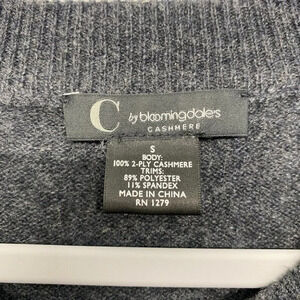 C by bloomingdale's
CASHMERE
S
BODY:
100% 2-PLY CASHMERE
TRIMS:
89% POLYESTER
11% SPANDEX
MADE IN CHINA
RN 1279